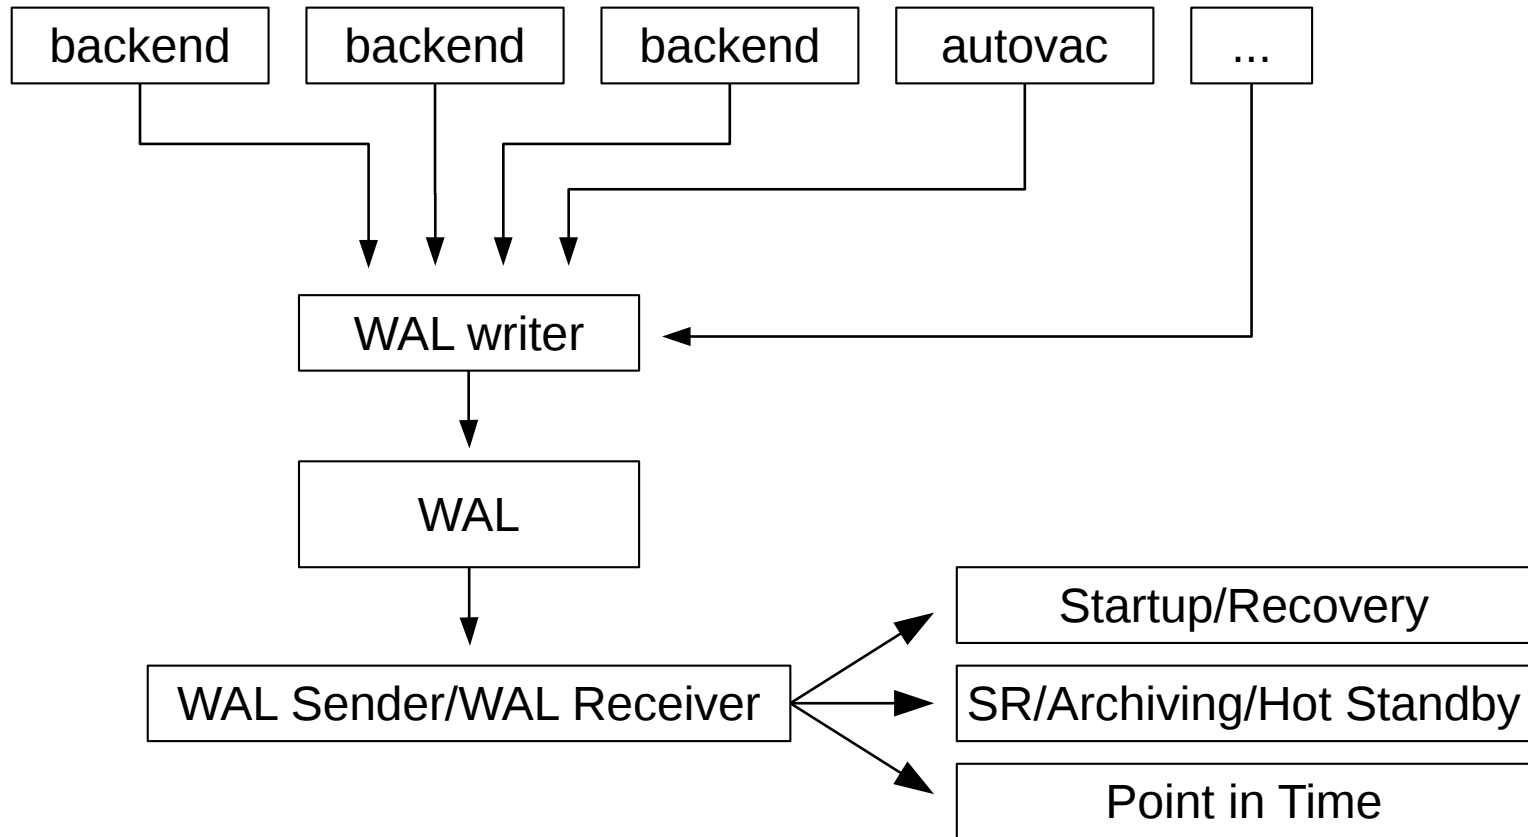 backend
backend
backend
autovac
...
WAL writer
WAL
WAL Sender/WAL Receiver
Startup/Recovery
SR/Archiving/Hot Standby
Point in Time